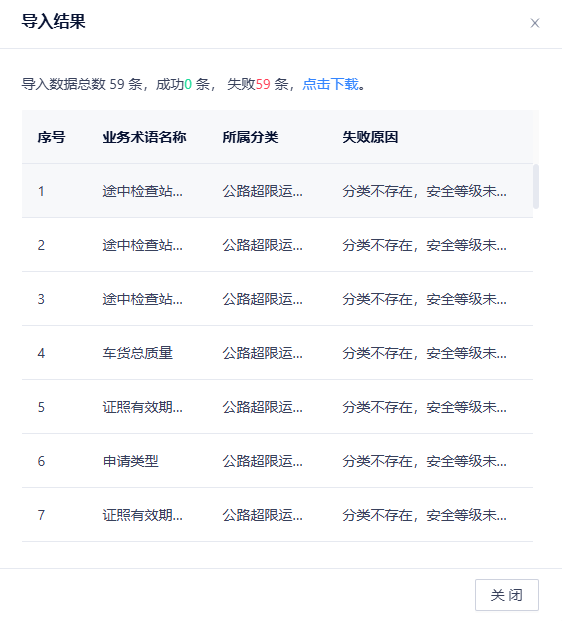 导入结果
导入数据总数 59 条，成功0 条， 失败59 条，点击下载。
序号 业务术语名称 所属分类 失败原因
1 途中检查站... 公路超限运... 分类不存在，安全等级未...
2 途中检查站... 公路超限运... 分类不存在，安全等级未...
3 途中检查站... 公路超限运... 分类不存在，安全等级未...
4 车货总质量 公路超限运... 分类不存在，安全等级未...
5 证照有效期... 公路超限运... 分类不存在，安全等级未...
6 申请类型 公路超限运... 分类不存在，安全等级未...
7 证照有效期... 公路超限运... 分类不存在，安全等级未...
关 闭